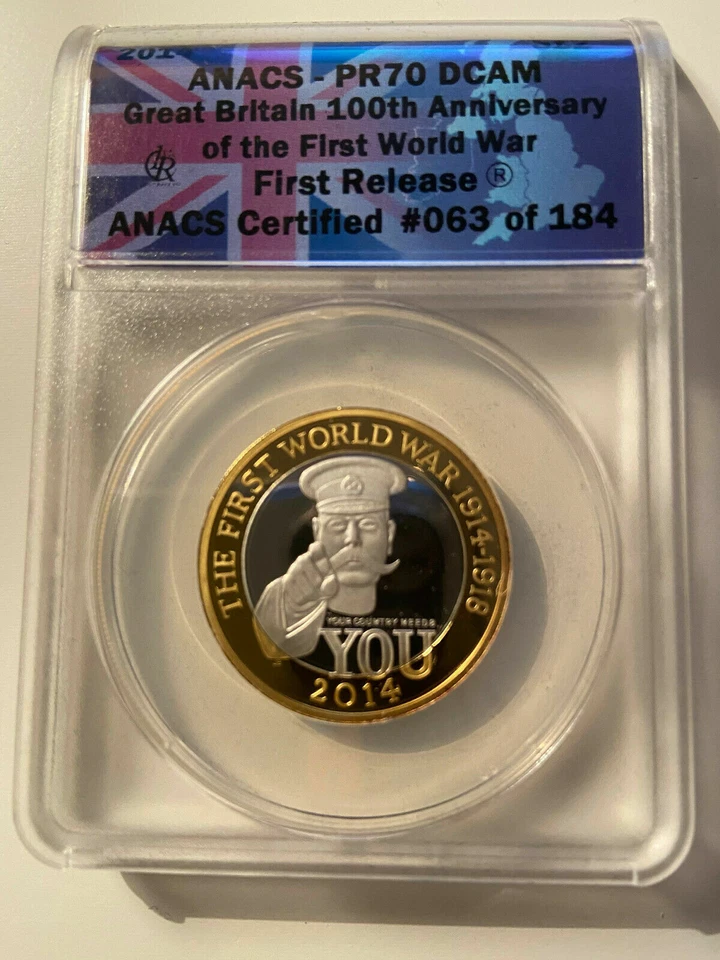 ANACS - PR70 DCAM
Great Britain 100th Anniversary
of the First World War
First Release ®
ANACS Certified #063 of 184
THE FIRST WORLD WAR 1914-1918
YOUR COUNTRY NEEDS
YOU
2014